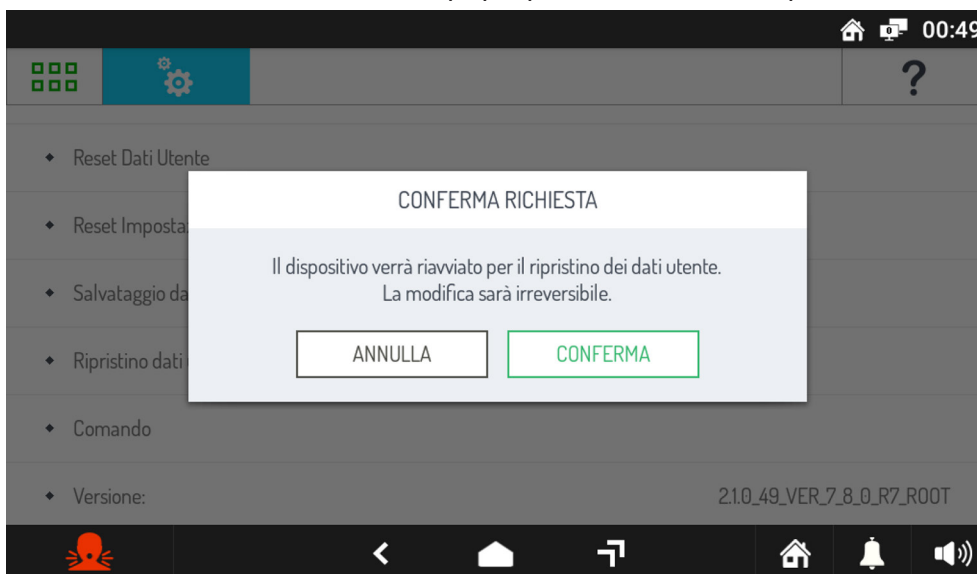 00:49
?
Reset Dati Utente
CONFERMA RICHIESTA
Reset Imposta
Il dispositivo verrà riavviato per il ripristino dei dati utente.
La modifica sarà irreversibile.
Salvataggio da
ANNULLA CONFERMA
Ripristino dati
Comando
Versione: 2.1.0_49_VER_7_8_0_R7_ROOT